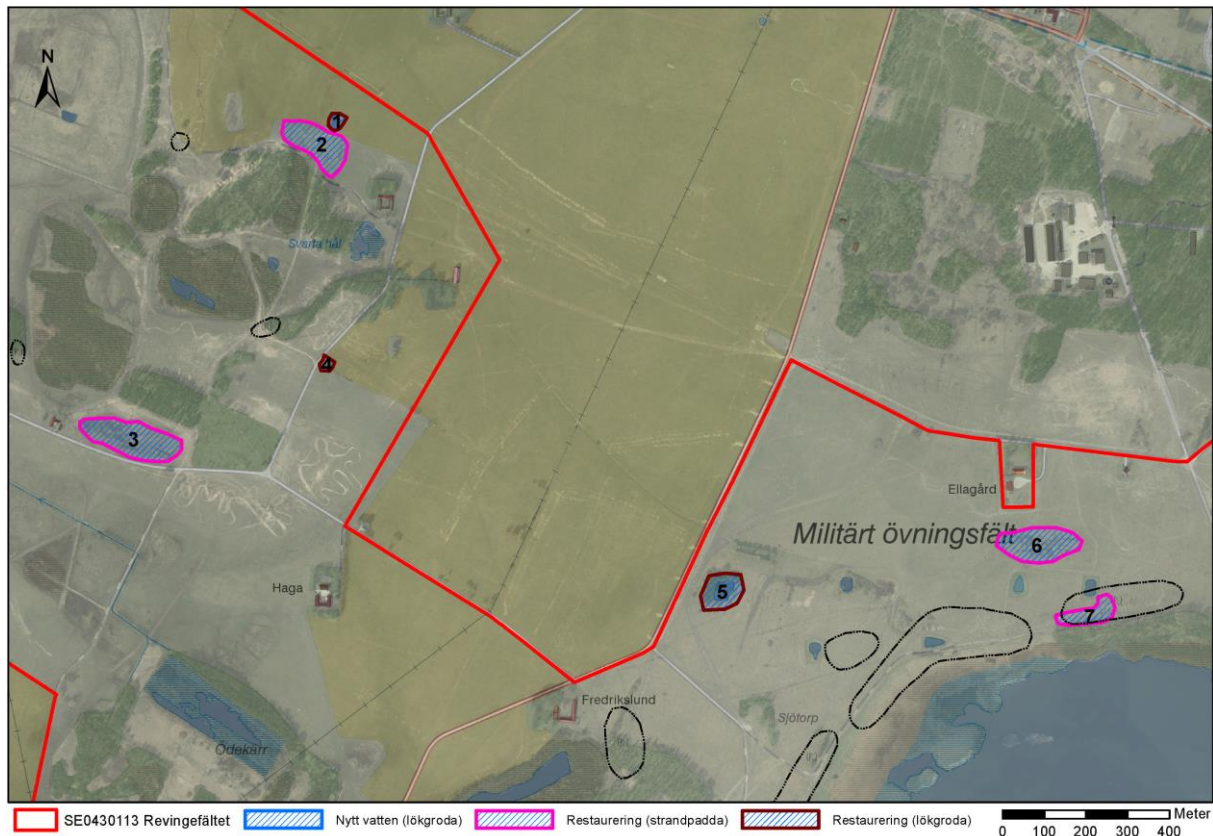 N
1
2
Svarta hål
4
3
Ellagård
Militärt övningsfält
6
5
7
Haga
Fredrikslund
Sjötorp
Ödekärr
SE0430113 Revingefältet
Nytt vatten (lökgroda)
Restaurering (strandpadda)
Restaurering (lökgroda)
Meter
0 100 200 300 400